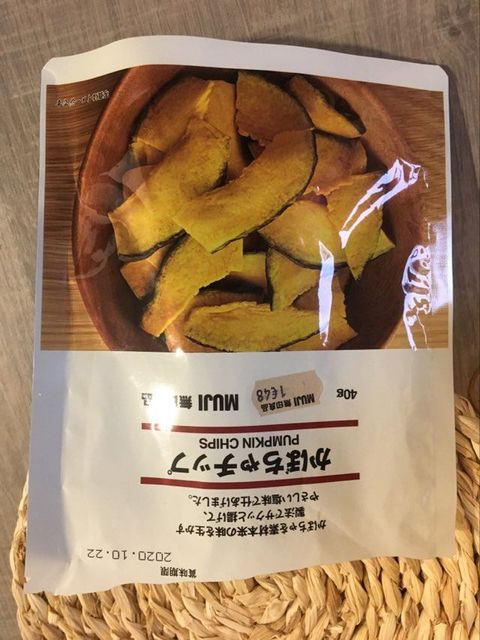 賞味期限
2020.10.22
かぼちゃを素材本来の味を生かす
製法でサクッと揚げて、
やさしい塩味で仕あげました。
かぼちゃチップ
PUMPKIN CHIPS
40g
MUJI 無印良品
1€48
MUJI 無印良品